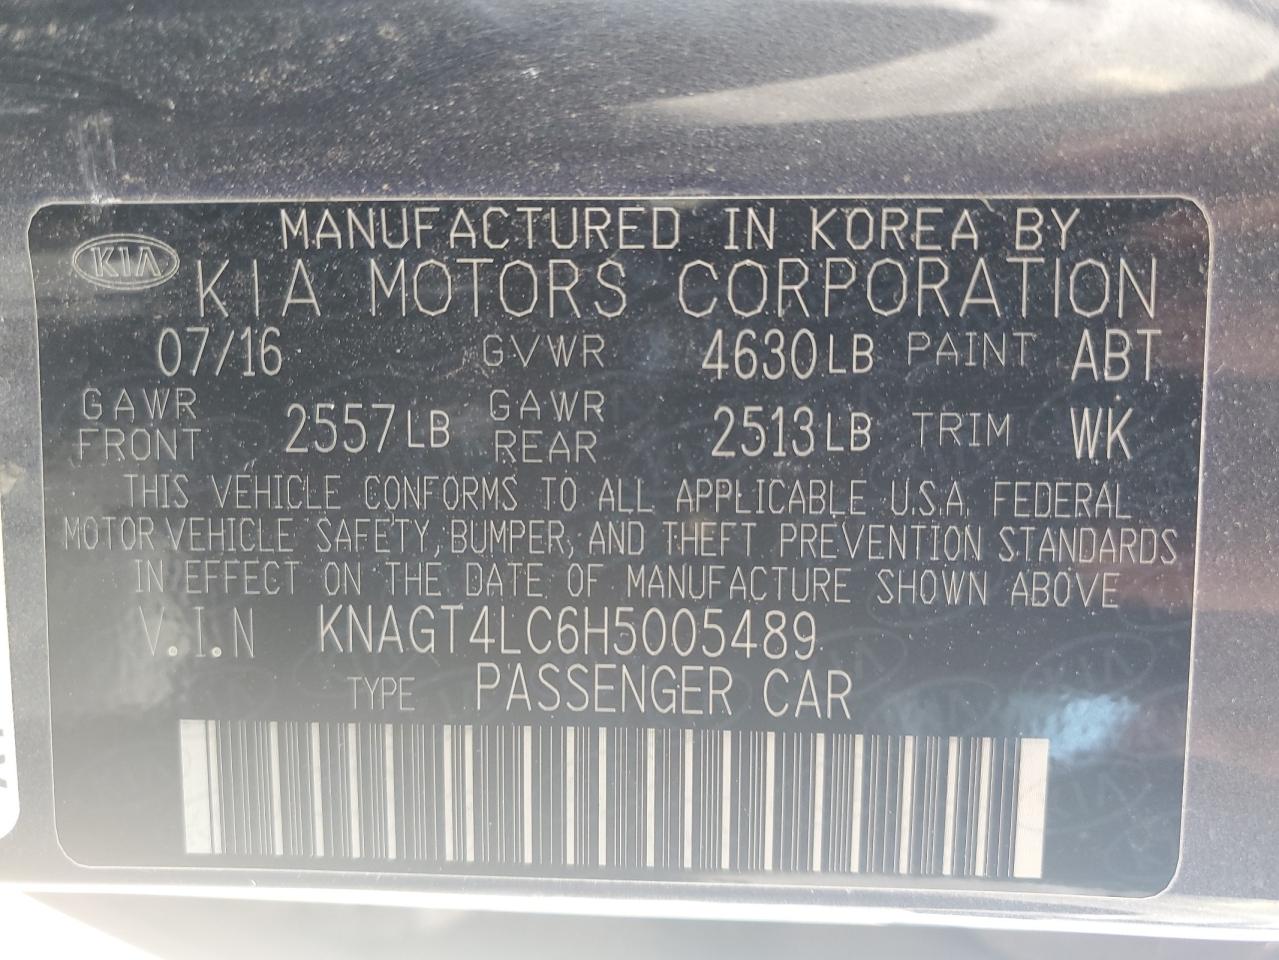 MANUFACTURED IN KOREA BY
KIA
KIA MOTORS CORPORATION
07/16 GVWR 4630LB PAINT ABT
GAWR FRONT 2557LB GAWR REAR 2513LB TRIM WK
THIS VEHICLE CONFORMS TO ALL APPLICABLE U.S.A. FEDERAL
MOTOR VEHICLE SAFETY, BUMPER, AND THEFT PREVENTION STANDARDS
IN EFFECT ON THE DATE OF MANUFACTURE SHOWN ABOVE
V.I.N KNAGT4LC6H5005489
TYPE PASSENGER CAR